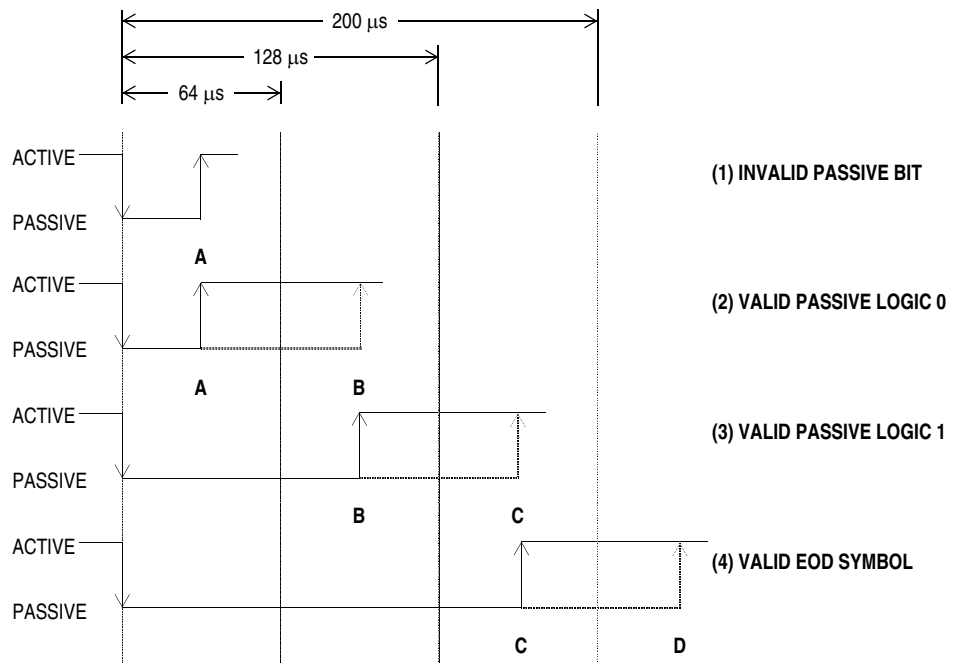 200 μs
128 μs
64 μs
ACTIVE
(1) INVALID PASSIVE BIT
PASSIVE
A
ACTIVE
(2) VALID PASSIVE LOGIC 0
PASSIVE
A B
ACTIVE
(3) VALID PASSIVE LOGIC 1
PASSIVE
B C
ACTIVE
(4) VALID EOD SYMBOL
PASSIVE
C D